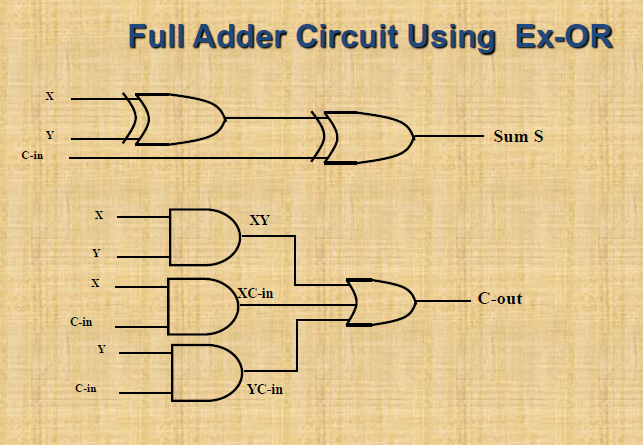 Full Adder Circuit Using Ex-OR
X
Y
C-in
Sum S
X
XY
Y
X
XC-in
C-out
C-in
Y
C-in
YC-in